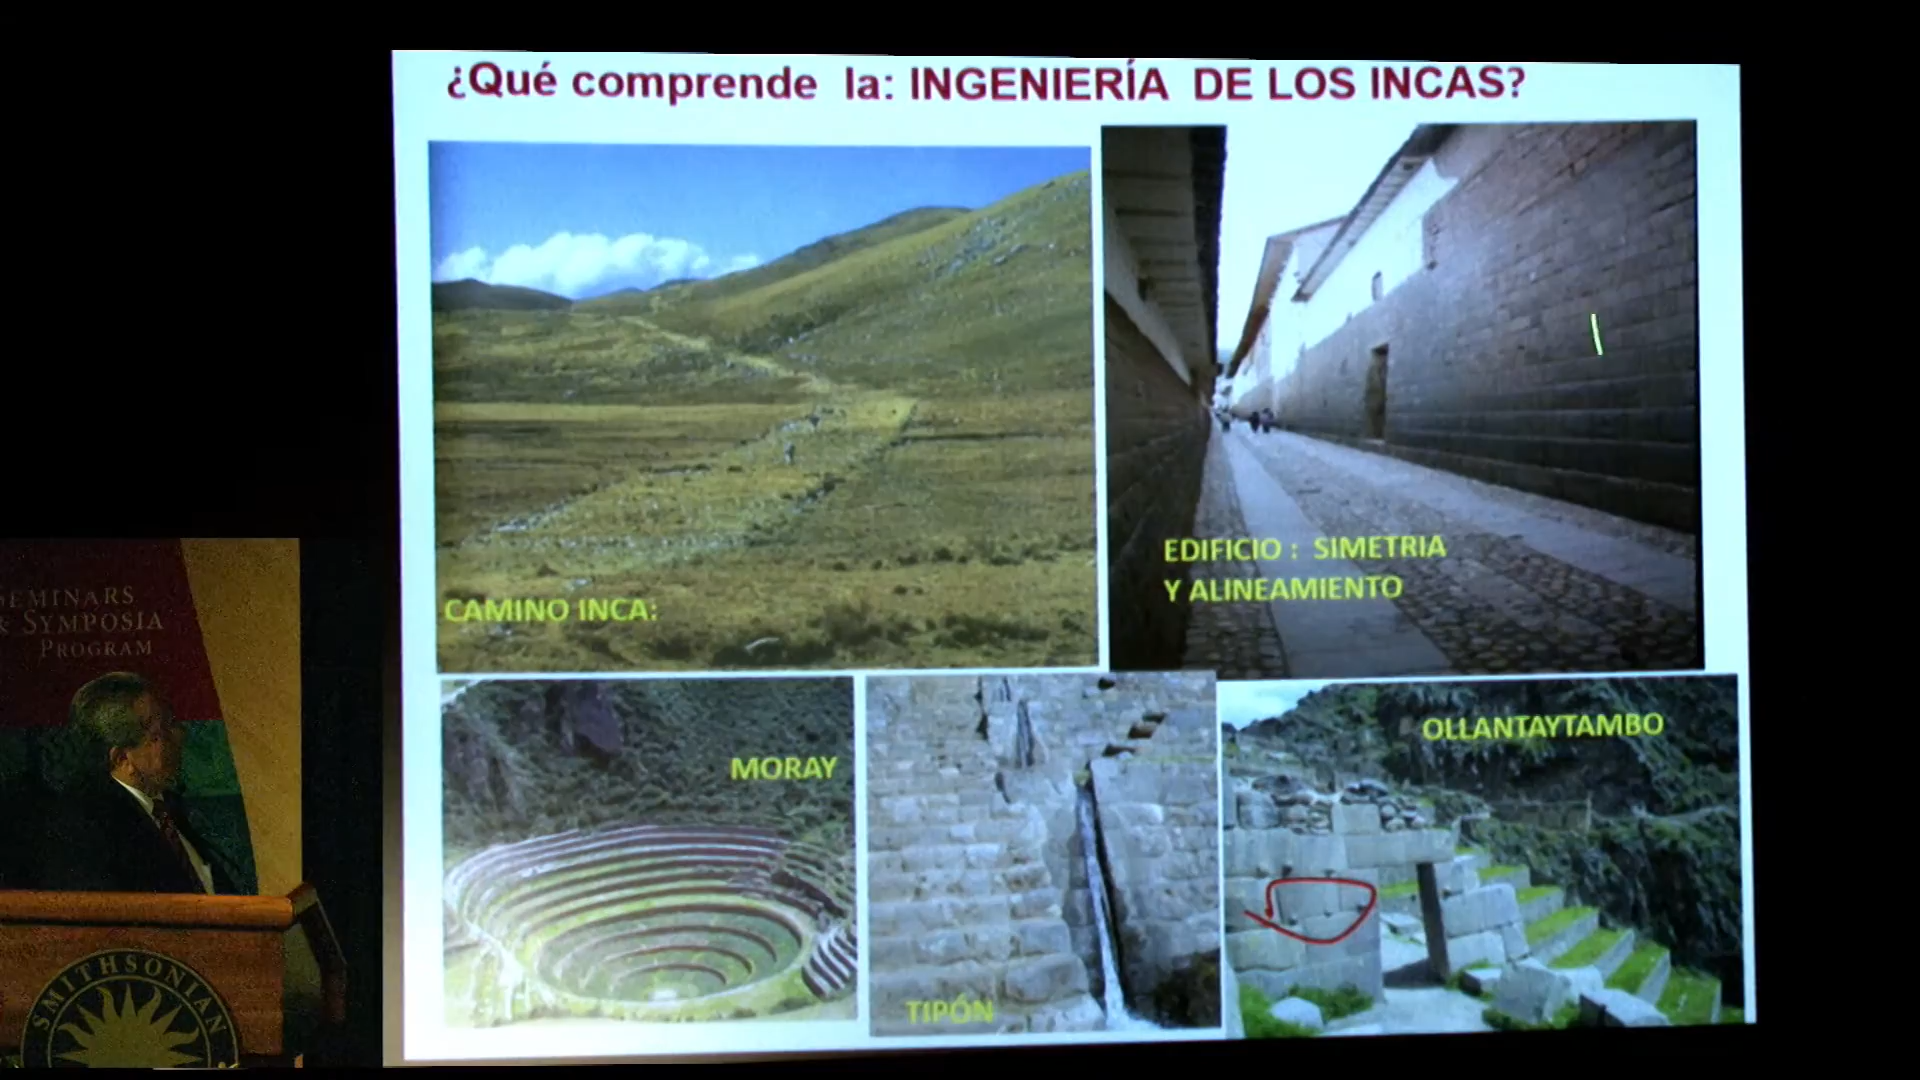 ¿Qué comprende la: INGENIERÍA DE LOS INCAS?
CAMINO INCA:
EDIFICIO : SIMETRIA
Y ALINEAMIENTO
MORAY
TIPÓN
OLLANTAYTAMBO
SEMINARS
& SYMPOSIA
PROGRAM
SMITHSONIAN